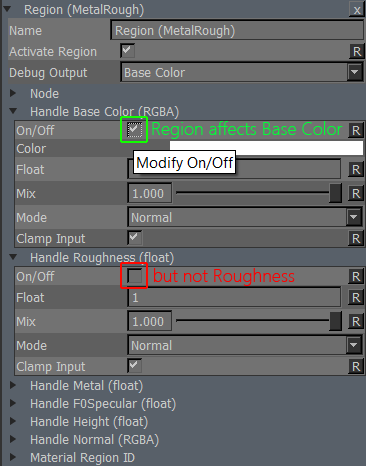 Region (MetalRough) x
Name Region (MetalRough)
Activate Region R
Debug Output Base Color
Node
Handle Base Color (RGBA)
On/Off Region affects Base Color R
Color
Modify On/Off
Float R
Mix 1.000 R
Mode Normal R
Clamp Input R
Handle Roughness (float)
On/Off but not Roughness R
Float 1 R
Mix 1.000 R
Mode Normal R
Clamp Input R
Handle Metal (float)
Handle F0Specular (float)
Handle Height (float)
Handle Normal (RGBA)
Material Region ID